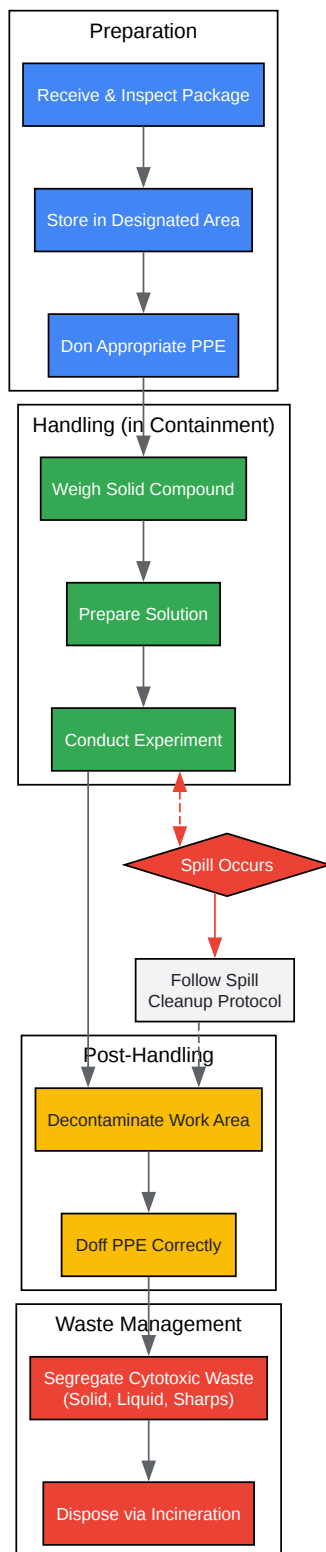 Preparation
Receive & Inspect Package
Store in Designated Area
Don Appropriate PPE
Handling (in Containment)
Weigh Solid Compound
Prepare Solution
Conduct Experiment
Spill Occurs
Follow Spill
Cleanup Protocol
Post-Handling
Decontaminate Work Area
Doff PPE Correctly
Waste Management
Segregate Cytotoxic Waste
(Solid, Liquid, Sharps)
Dispose via Incineration